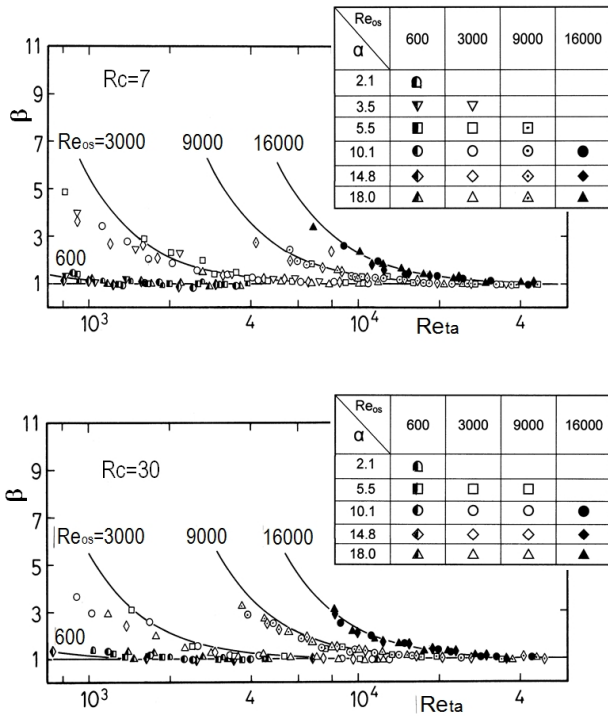 11
9
7
5
3
1
β
Rc=7
Reos=3000
9000
16000
600
10³
4
10⁴
4
Reta
Reos
α
600 3000 9000 16000
2.1
3.5
5.5
10.1
14.8
18.0
11
9
7
5
3
1
β
Rc=30
Reos=3000
9000
16000
600
10³
4
10⁴
4
Reta
Reos
α
600 3000 9000 16000
2.1
5.5
10.1
14.8
18.0